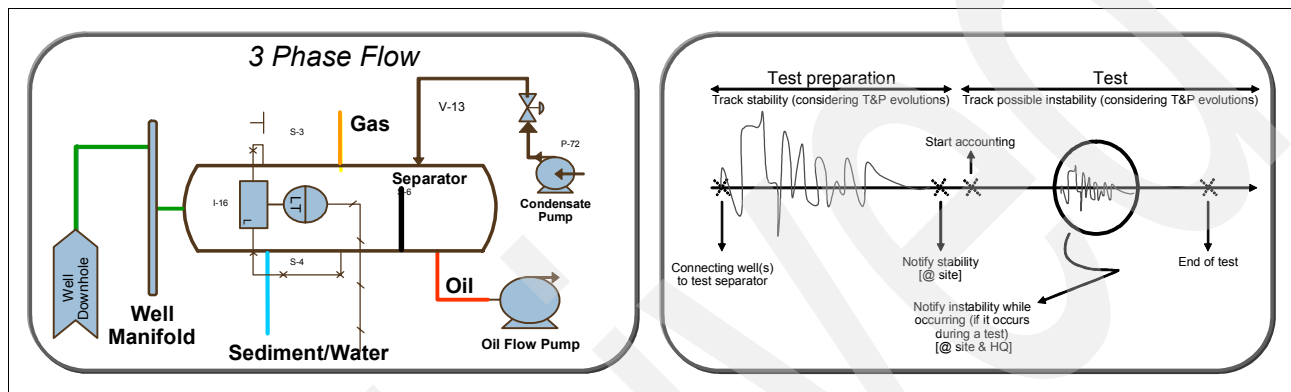 3 Phase Flow
V-13
S-3
Gas
P-72
Separator
S-6
Condensate
Pump
I-16
L
LT
S-4
Well
Downhole
Oil
Well
Manifold
Oil Flow Pump
Sediment/Water
Test preparation
Test
Track stability (considering T&P evolutions)
Track possible instability (considering T&P evolutions)
Start accounting
Connecting well(s)
to test separator
Notify stability
[@ site]
End of test
Notify instability while
occurring (if it occurs
during a test)
[@ site & HQ]